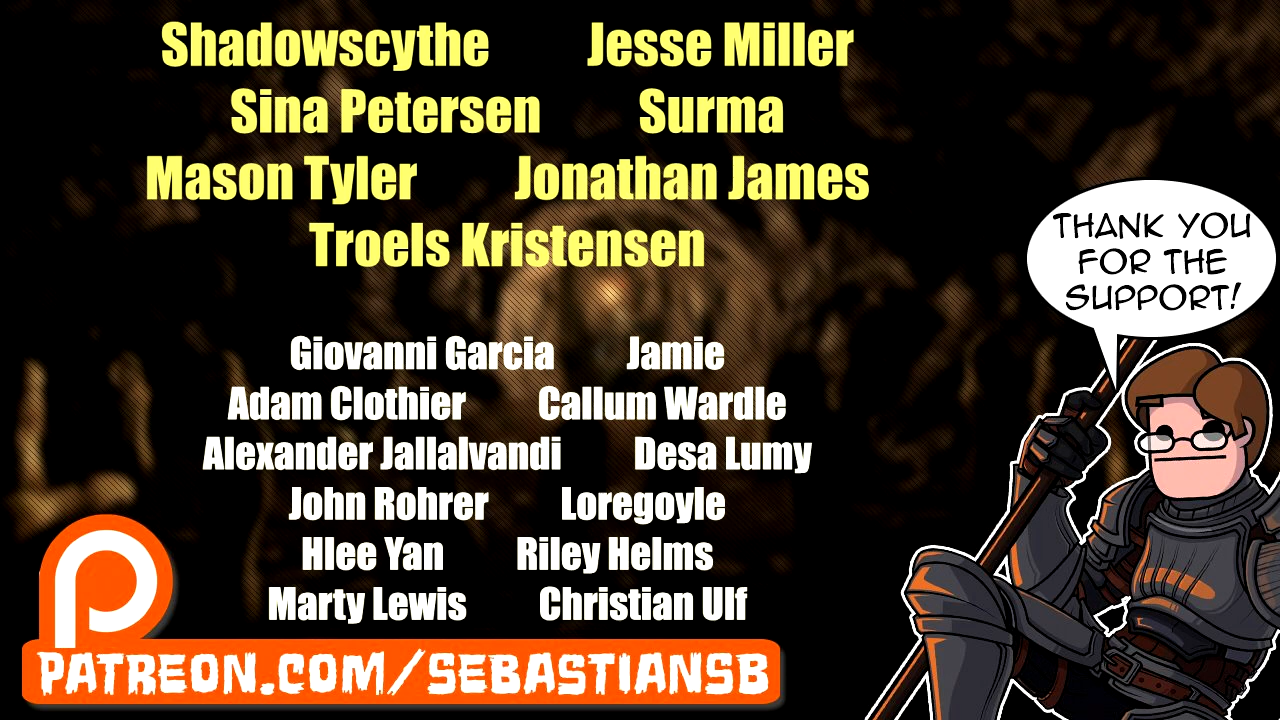 Shadowscythe Jesse Miller
Sina Petersen Surma
Mason Tyler Jonathan James
Troels Kristensen
Giovanni Garcia Jamie
Adam Clothier Callum Wardle
Alexander Jallalvandi Desa Lumy
John Rohrer Loregoyle
Hlee Yan Riley Helms
Marty Lewis Christian Ulf
PATREON.COM/SEBASTIANSB
THANK YOU
FOR THE
SUPPORT!